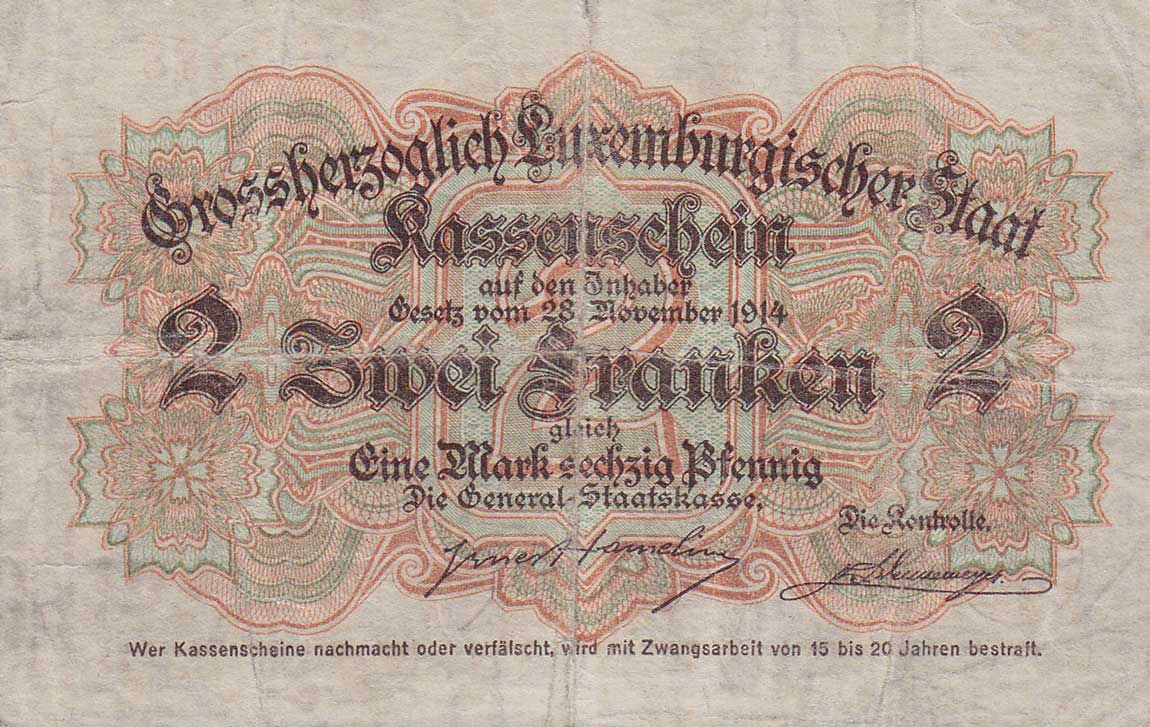 Grossherzoglich Luxemburgischer Staat
Kassenschein
auf den Inhaber
Gesetz vom 28. November 1914
2 Zwei Franken 2
gleich
Eine Mark sechzig Pfennig
Die General-Staatskasse,
Die Kontrolle,
Wer Kassenscheine nachmacht oder verfälscht, wird mit Zwangsarbeit von 15 bis 20 Jahren bestraft.